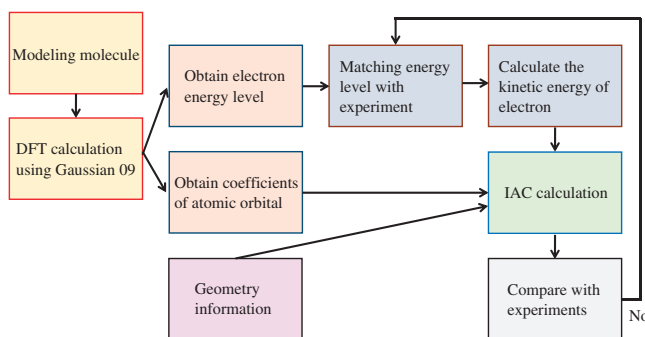 Modeling molecule
DFT calculation
using Gaussian 09
Obtain electron
energy level
Matching energy
level with
experiment
Calculate the
kinetic energy of
electron
Obtain coefficients
of atomic orbital
IAC calculation
Geometry
information
Compare with
experiments
No